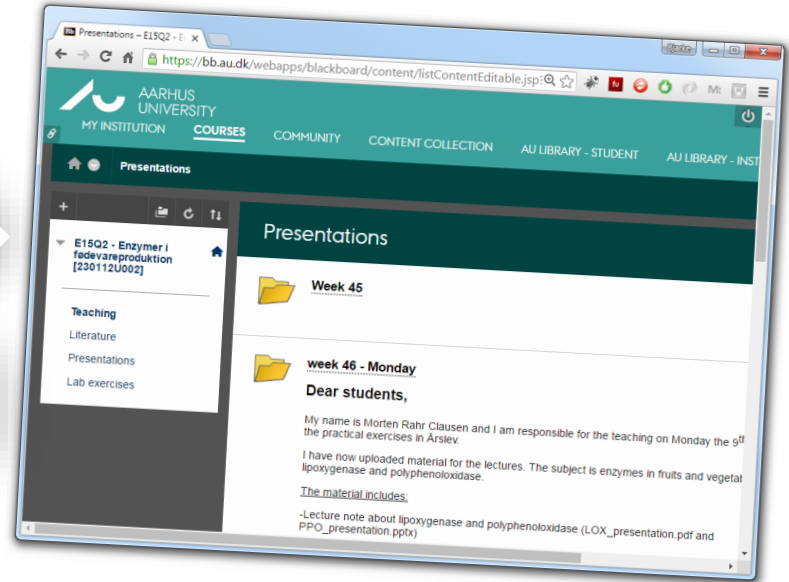 Presentations – E15Q2 - E
Bjarke
https://bb.au.dk/webapps/blackboard/content/listContentEditable.jsp?
AARHUS
UNIVERSITY
MY INSTITUTION COURSES COMMUNITY CONTENT COLLECTION AU LIBRARY - STUDENT AU LIBRARY - INST
Presentations
E15Q2 - Enzymer i
fødevareproduktion
[230112U002]
Teaching
Literature
Presentations
Lab exercises
Presentations
Week 45
week 46 - Monday
Dear students,
My name is Morten Rahr Clausen and I am responsible for the teaching on Monday the 9th
the practical exercises in Årslev.
I have now uploaded material for the lectures. The subject is enzymes in fruits and vegetal
lipoxygenase and polyphenoloxidase.
The material includes:
-Lecture note about lipoxygenase and polyphenoloxidase (LOX_presentation.pdf and
PPO_presentation.pptx)